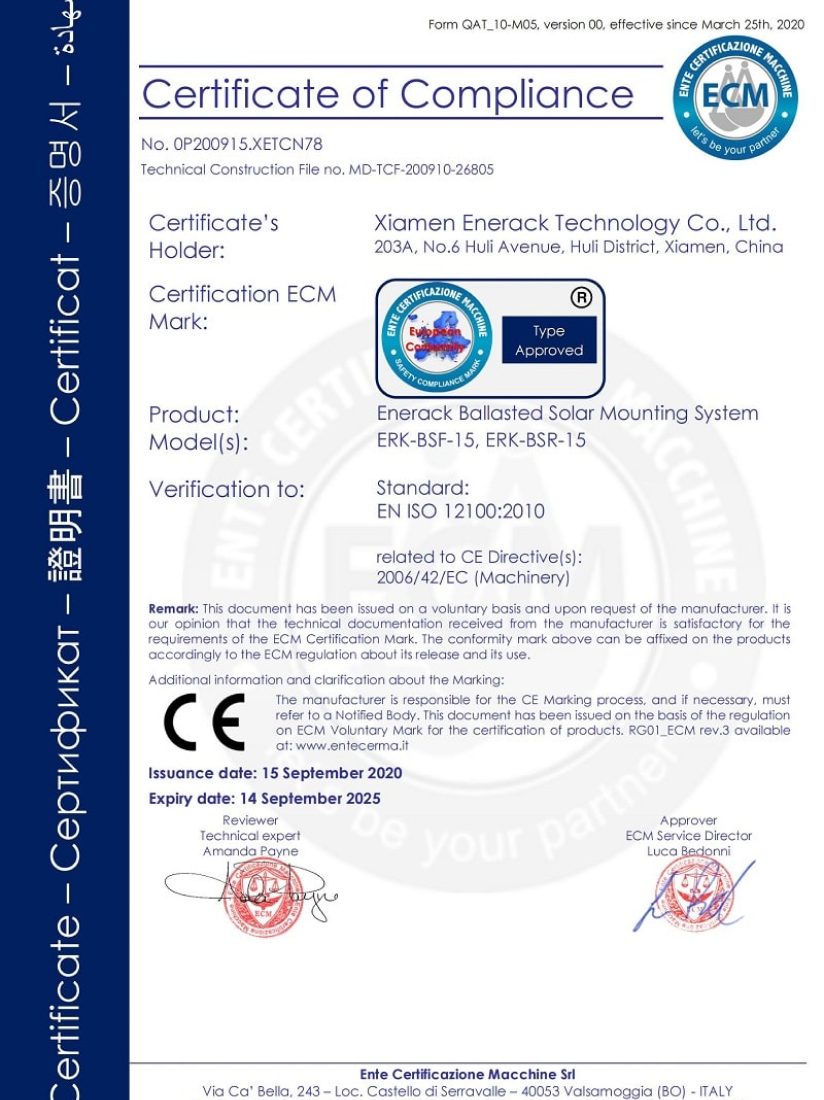 Form QAT_10-M05, version 00, effective since March 25th, 2020
ENTE CERTIFICAZIONE MACCHINE
ECM
let's be your partner
Certificate of Compliance
No. 0P200915.XETCN78
Technical Construction File no. MD-TCF-200910-26805
Certificate's Holder:
Xiamen Enerack Technology Co., Ltd.
203A, No.6 Huli Avenue, Huli District, Xiamen, China
Certification ECM Mark:
ENTE CERTIFICAZIONE MACCHINE
European
Conformity
SAFETY COMPLIANCE MARK
®
Type
Approved
Product: Enerack Ballasted Solar Mounting System
Model(s): ERK-BSF-15, ERK-BSR-15
Verification to: Standard:
EN ISO 12100:2010
related to CE Directive(s):
2006/42/EC (Machinery)
Remark: This document has been issued on a voluntary basis and upon request of the manufacturer. It is
our opinion that the technical documentation received from the manufacturer is satisfactory for the
requirements of the ECM Certification Mark. The conformity mark above can be affixed on the products
accordingly to the ECM regulation about its release and its use.
Additional information and clarification about the Marking:
CE
The manufacturer is responsible for the CE Marking process, and if necessary, must
refer to a Notified Body. This document has been issued on the basis of the regulation
on ECM Voluntary Mark for the certification of products. RG01_ECM rev.3 available
at: www.entecerma.it
Issuance date: 15 September 2020
Expiry date: 14 September 2025
Reviewer
Technical expert
Amanda Payne
Approver
ECM Service Director
Luca Bedonni
ECM
Ente Certificazione Macchine Srl
Via Ca' Bella, 243 – Loc. Castello di Serravalle – 40053 Valsamoggia (BO) - ITALY
Certificate – Сертификат – 證明書 – Certificat – 증명서 – شهادة